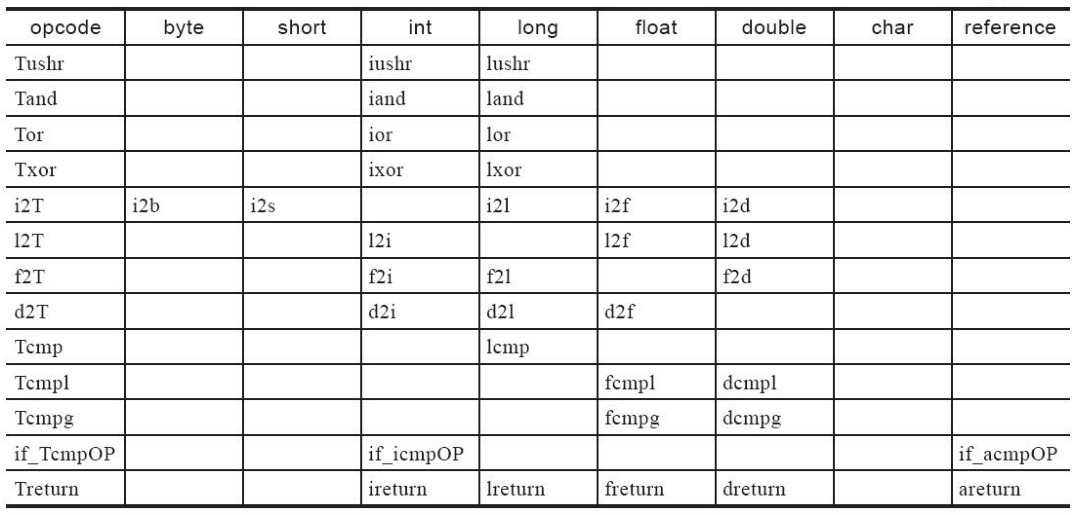 opcode byte short int long float double char reference
Tushr iushr lushr
Tand iand land
Tor ior lor
Txor ixor lxor
i2T i2b i2s i2l i2f i2d
l2T l2i l2f l2d
f2T f2i f2l f2d
d2T d2i d2l d2f
Tcmp lcmp
Tcmpl fcmpl dcmpl
Tcmpg fcmpg dcmpg
if_TcmpOP if_icmpOP if_acmpOP
Treturn ireturn lreturn freturn dreturn areturn